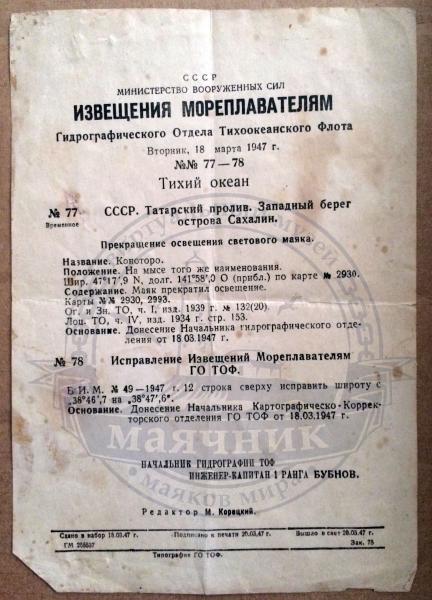 СССР
МИНИСТЕРСТВО ВООРУЖЕННЫХ СИЛ
ИЗВЕЩЕНИЯ МОРЕПЛАВАТЕЛЯМ
Гидрографического Отдела Тихоокеанского Флота
Вторник, 18 марта 1947 г.
№№ 77—78
Тихий океан
№ 77 СССР. Татарский пролив. Западный берег
Временное острова Сахалин.
Прекращение освещения светового маяка.
Название. Коноторо.
Положение. На мысе того же наименования.
Шир. 47°17',9 N, долг. 141°58',0 О (прибл.) по карте № 2930.
Содержание. Маяк прекратил освещение.
Карты №№ 2930, 2993.
Ог. и Зн. ТО, ч. I, изд. 1939 г. № 132(20).
Лоц. ТО, ч. IV, изд. 1934 г. стр. 153.
Основание. Донесение Начальника гидрографического отде-
ления от 18.03.1947 г.
№ 78 Исправление Извещений Мореплавателям
ГО ТОФ.
Б И. М. № 49—1947 г. 12 строка сверху исправить широту с
„38°46',7 на „38°47',6".
Основание. Донесение Начальника Картографическо-Коррек-
торского отделения ГО ТОФ от 18.03.1947 г.
маячник
маяков мира
НАЧАЛЬНИК ГИДРОГРАФИИ ТОФ
ИНЖЕНЕР-КАПИТАН 1 РАНГА БУБНОВ.
Редактор М. Корецкий.
Сдано в набор 18.03.47 г. Подписано к печати 20.03.47 г. Вышло в свет 20.03.47 г.
ГМ Зак. 78
Типография ГО ТОФ.